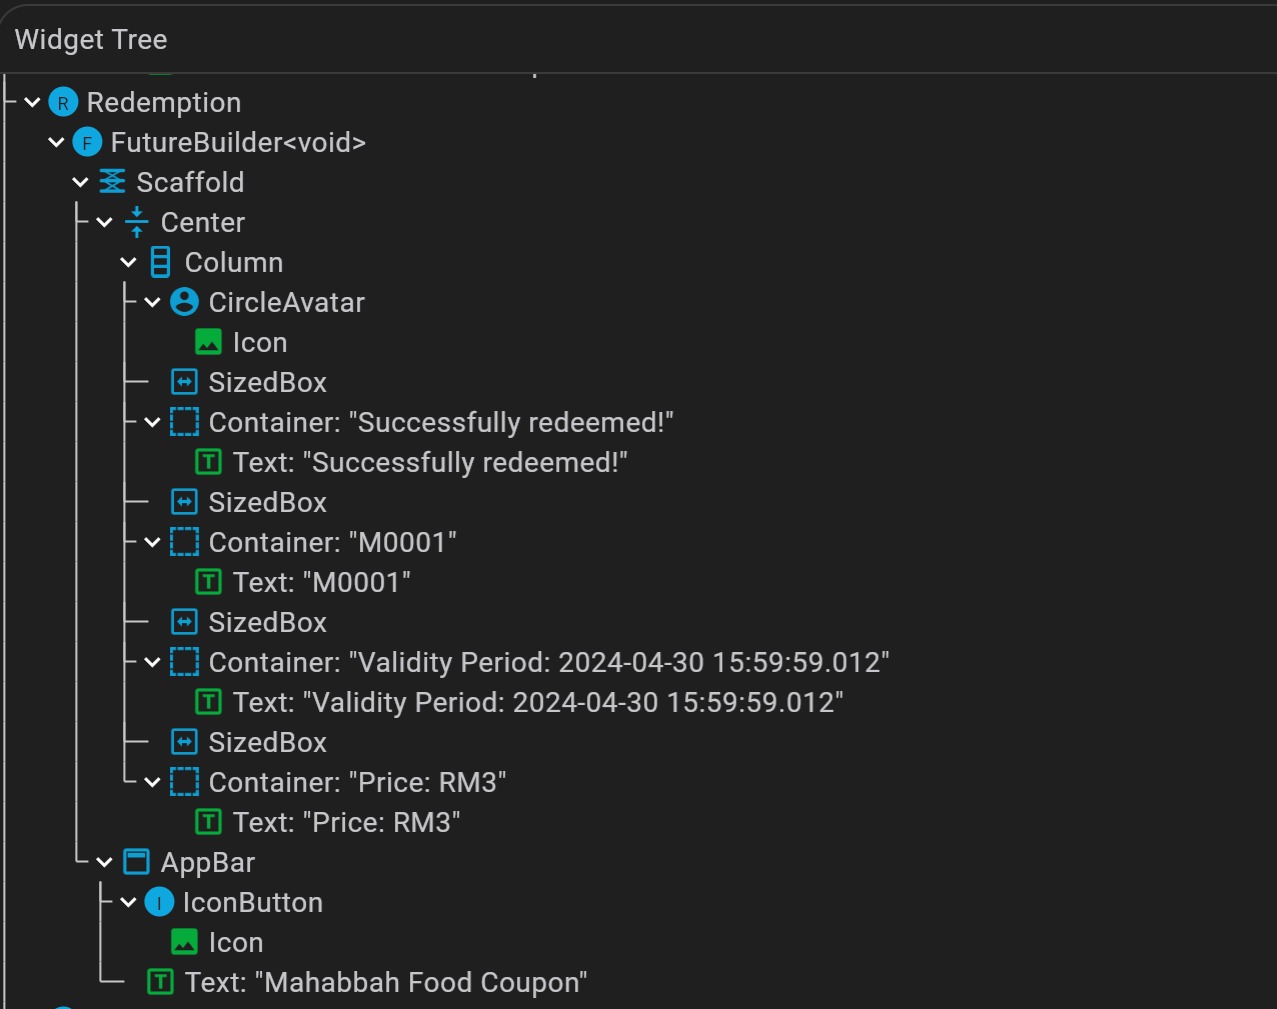 Widget Tree
R Redemption
F FutureBuilder<void>
Scaffold
Center
Column
CircleAvatar
Icon
SizedBox
Container: "Successfully redeemed!"
T Text: "Successfully redeemed!"
SizedBox
Container: "M0001"
T Text: "M0001"
SizedBox
Container: "Validity Period: 2024-04-30 15:59:59.012"
T Text: "Validity Period: 2024-04-30 15:59:59.012"
SizedBox
Container: "Price: RM3"
T Text: "Price: RM3"
AppBar
I IconButton
Icon
T Text: "Mahabbah Food Coupon"